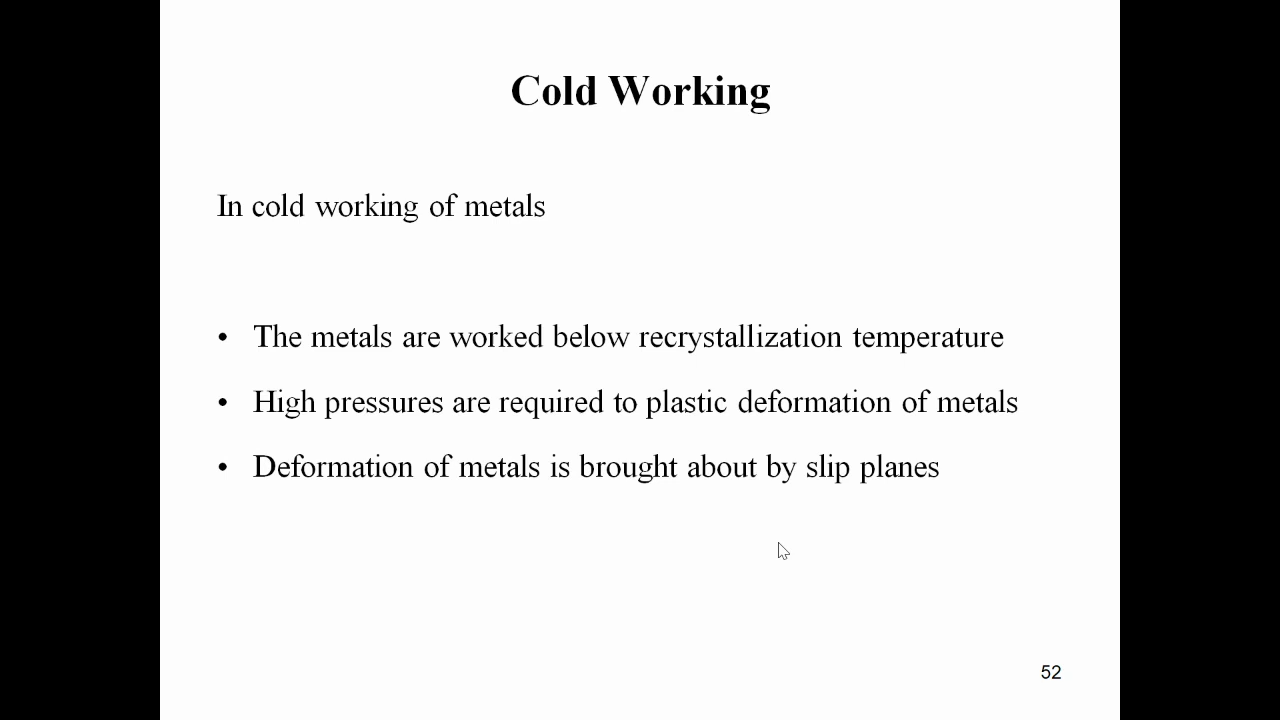 Cold Working
In cold working of metals
• The metals are worked below recrystallization temperature
• High pressures are required to plastic deformation of metals
• Deformation of metals is brought about by slip planes
52